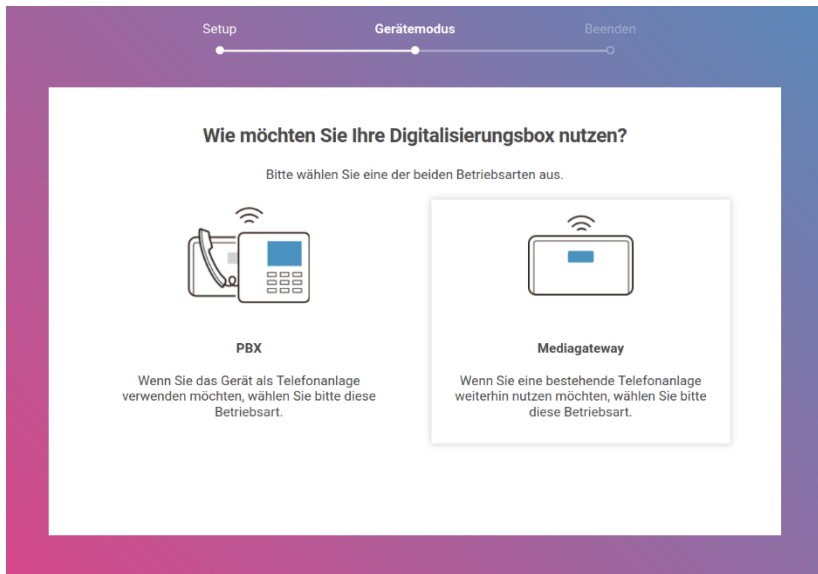 Setup
Gerätemodus
Beenden
Wie möchten Sie Ihre Digitalisierungsbox nutzen?
Bitte wählen Sie eine der beiden Betriebsarten aus.
PBX
Wenn Sie das Gerät als Telefonanlage
verwenden möchten, wählen Sie bitte diese
Betriebsart.
Mediagateway
Wenn Sie eine bestehende Telefonanlage
weiterhin nutzen möchten, wählen Sie bitte
diese Betriebsart.